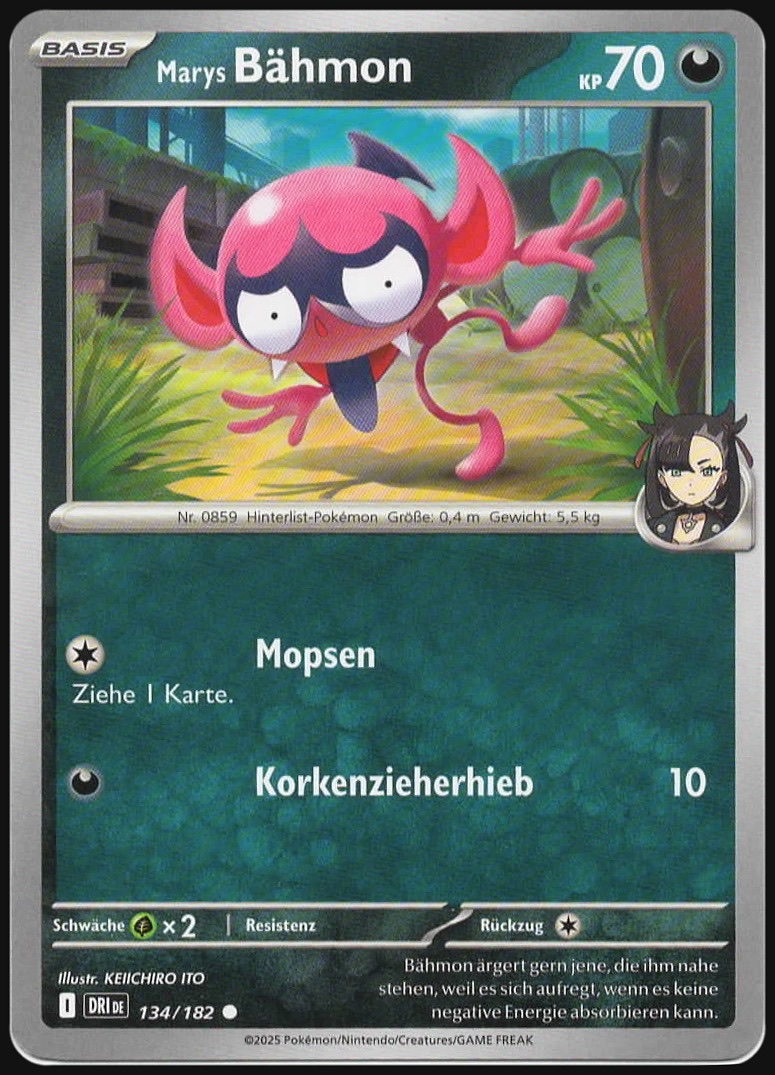 BASIS
Marys Bähmon
KP 70
Nr. 0859 Hinterlist-Pokémon Größe: 0,4 m Gewicht: 5,5 kg
Mopsen
Ziehe 1 Karte.
Korkenzieherhieb 10
Schwäche x2 Resistenz Rückzug
Illustr. KEIICHIRO ITO
I DRI DE 134/182
Bähmon ärgert gern jene, die ihm nahe
stehen, weil es sich aufregt, wenn es keine
negative Energie absorbieren kann.
©2025 Pokémon/Nintendo/Creatures/GAME FREAK